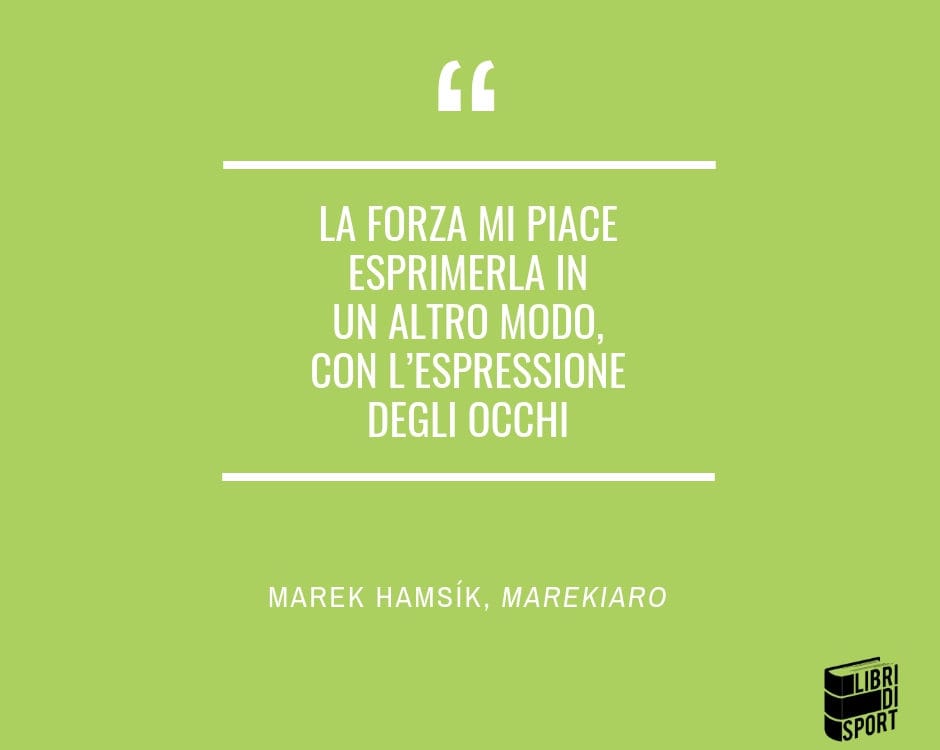 “
LA FORZA MI PIACE
ESPRIMERLA IN
UN ALTRO MODO,
CON L’ESPRESSIONE
DEGLI OCCHI
MAREK HAMSÍK, MAREKIARO
LIBRI
DI
SPORT